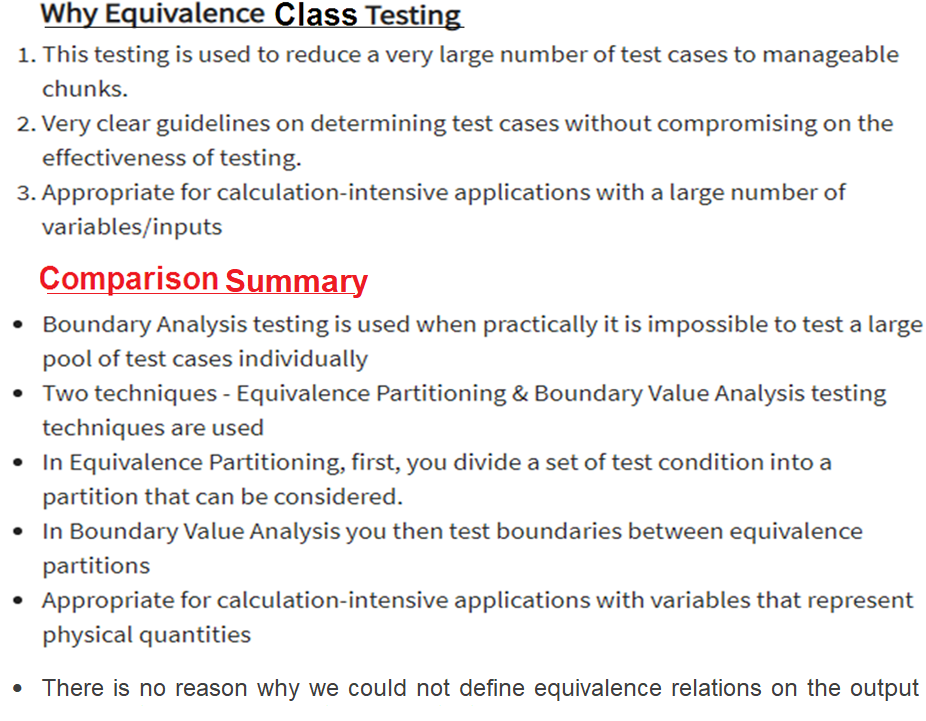 Why Equivalence Class Testing
1. This testing is used to reduce a very large number of test cases to manageable
chunks.
2. Very clear guidelines on determining test cases without compromising on the
effectiveness of testing.
3. Appropriate for calculation-intensive applications with a large number of
variables/inputs
Comparison Summary
• Boundary Analysis testing is used when practically it is impossible to test a large
pool of test cases individually
• Two techniques - Equivalence Partitioning & Boundary Value Analysis testing
techniques are used
• In Equivalence Partitioning, first, you divide a set of test condition into a
partition that can be considered.
• In Boundary Value Analysis you then test boundaries between equivalence
partitions
• Appropriate for calculation-intensive applications with variables that represent
physical quantities
• There is no reason why we could not define equivalence relations on the output